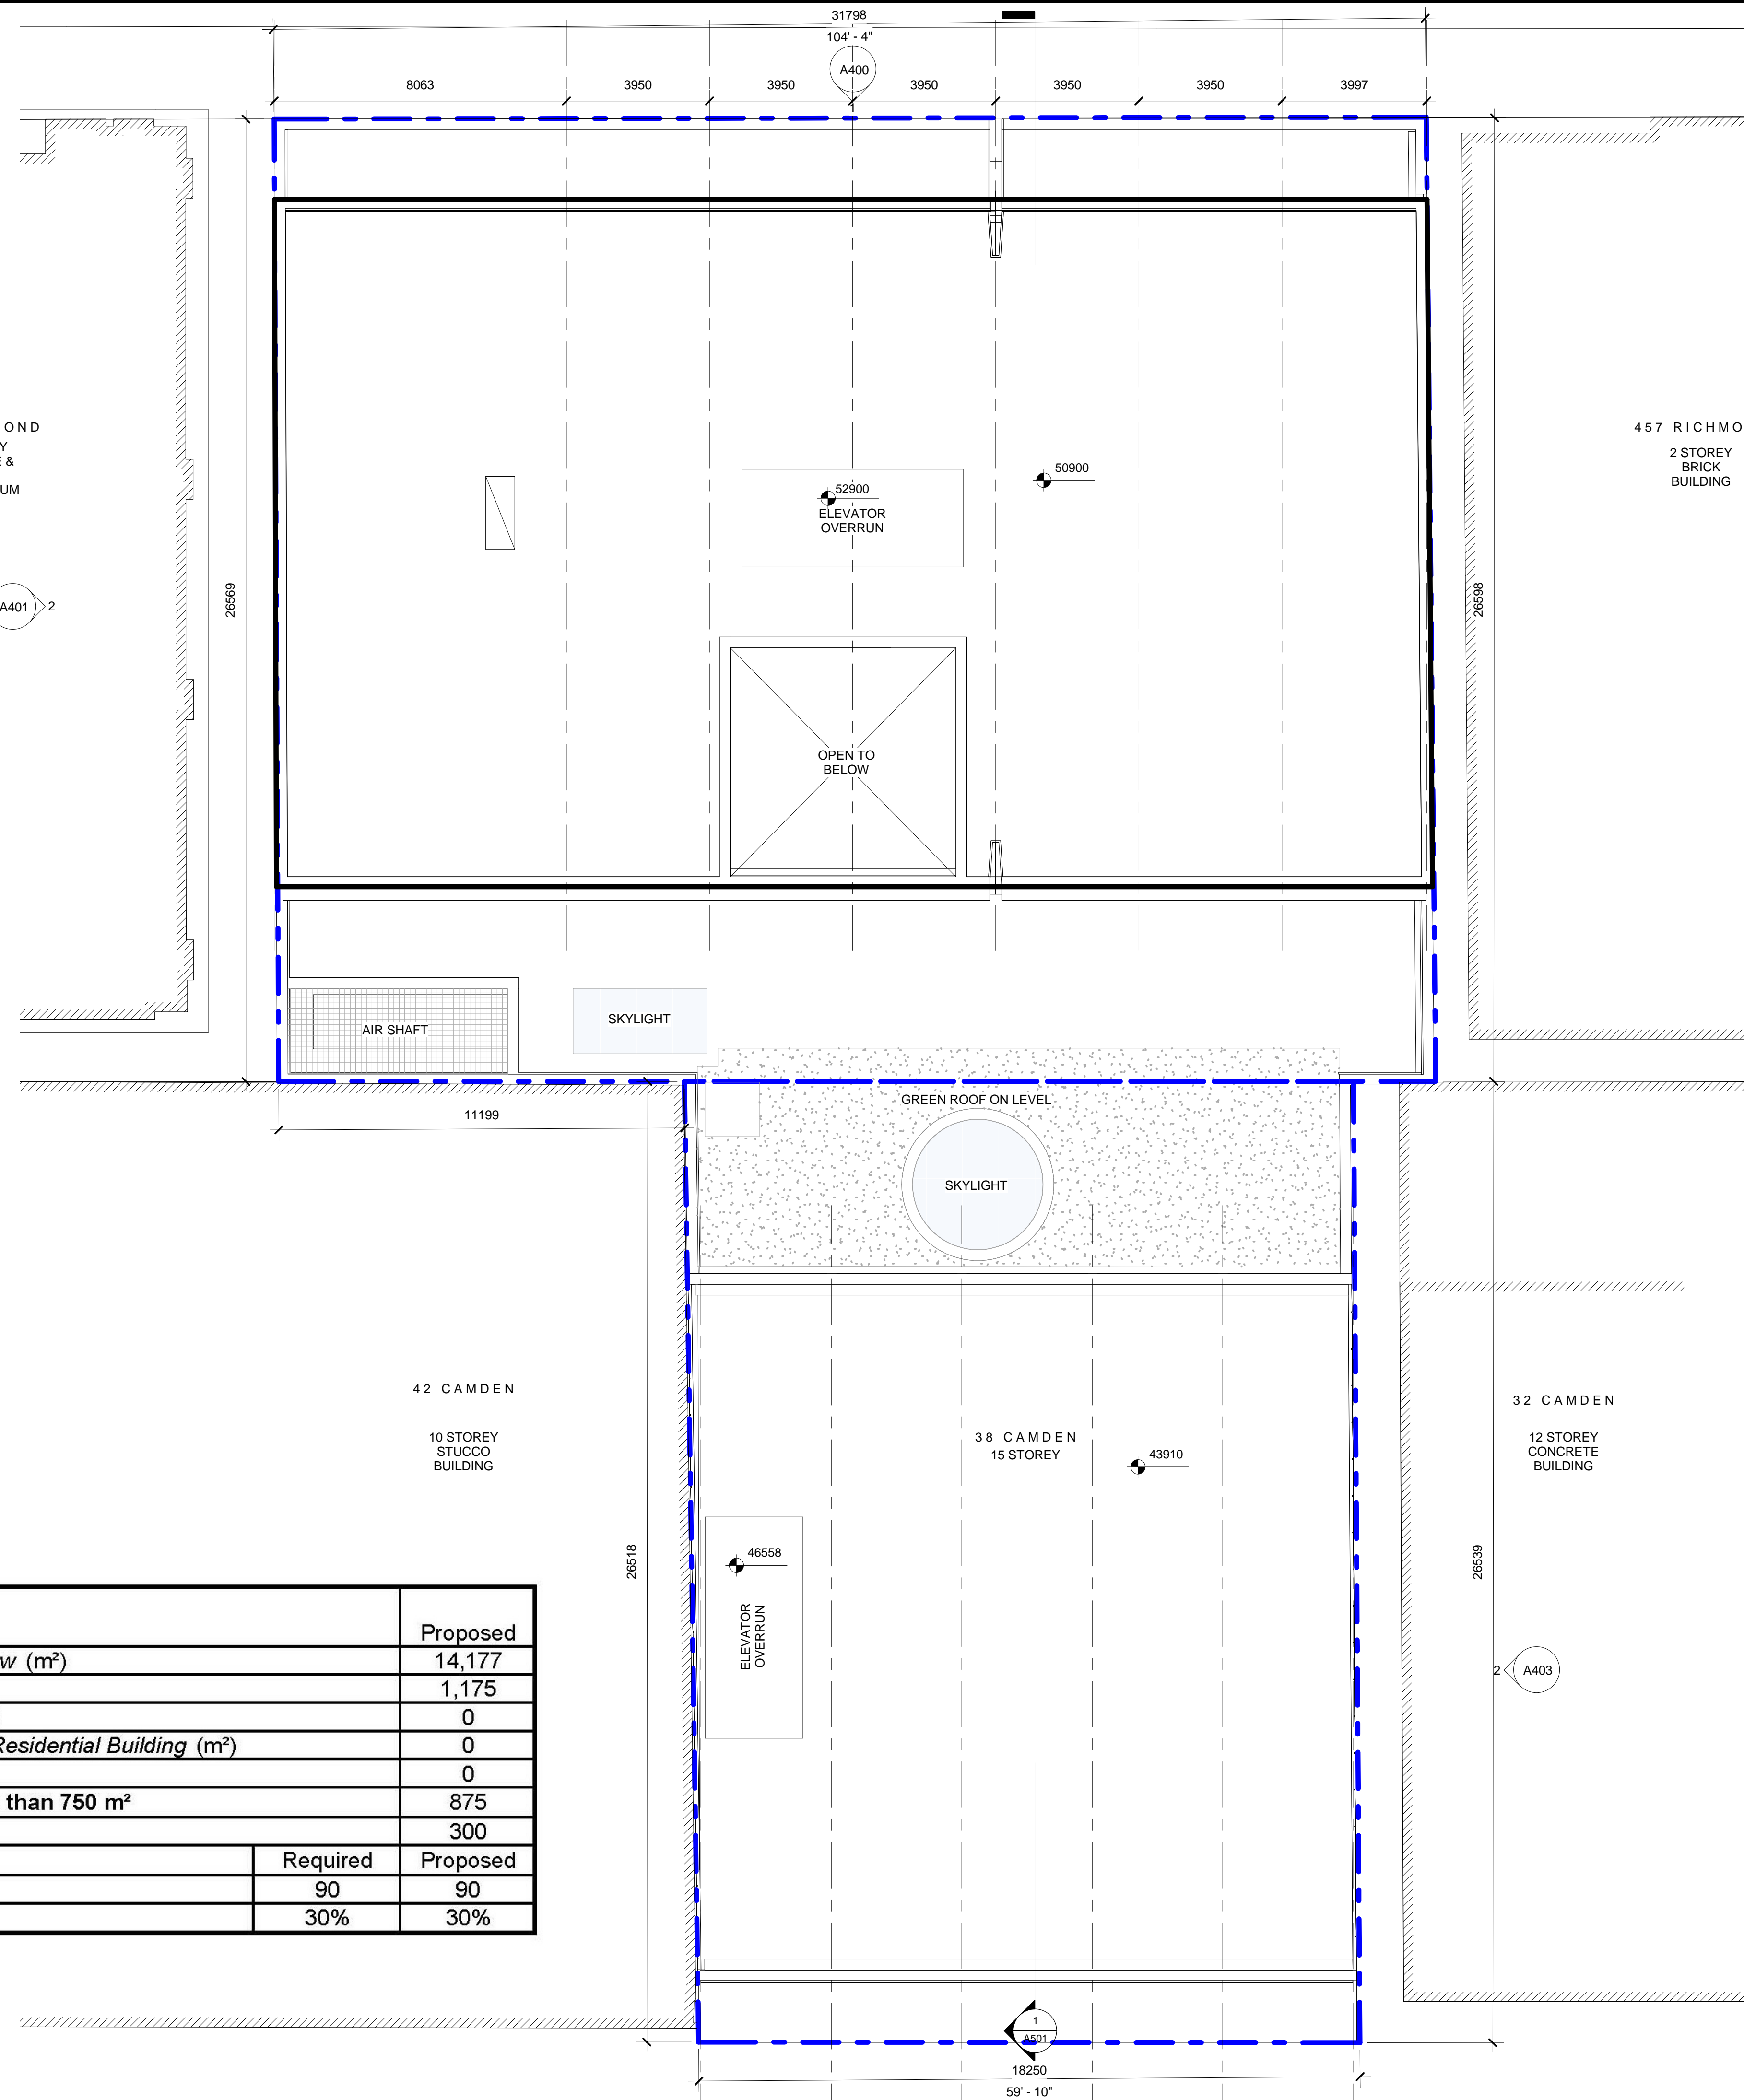 31798
104' - 4"
A400
1
8063
3950
3950
3950
3950
3950
3997
OND
Y
E &
UM
457 RICHMO
2 STOREY
BRICK
BUILDING
50900
52900
ELEVATOR
OVERRUN
26569
26598
A401
2
OPEN TO
BELOW
AIR SHAFT
SKYLIGHT
GREEN ROOF ON LEVEL
11199
SKYLIGHT
42 CAMDEN
10 STOREY
STUCCO
BUILDING
38 CAMDEN
15 STOREY
43910
32 CAMDEN
12 STOREY
CONCRETE
BUILDING
26518
46558
ELEVATOR
OVERRUN
26539
2
A403
Proposed
w (m²)
14,177
1,175
0
Residential Building (m²)
0
0
than 750 m²
875
300
Required
Proposed
90
90
30%
30%
1
A501
18250
59' - 10"